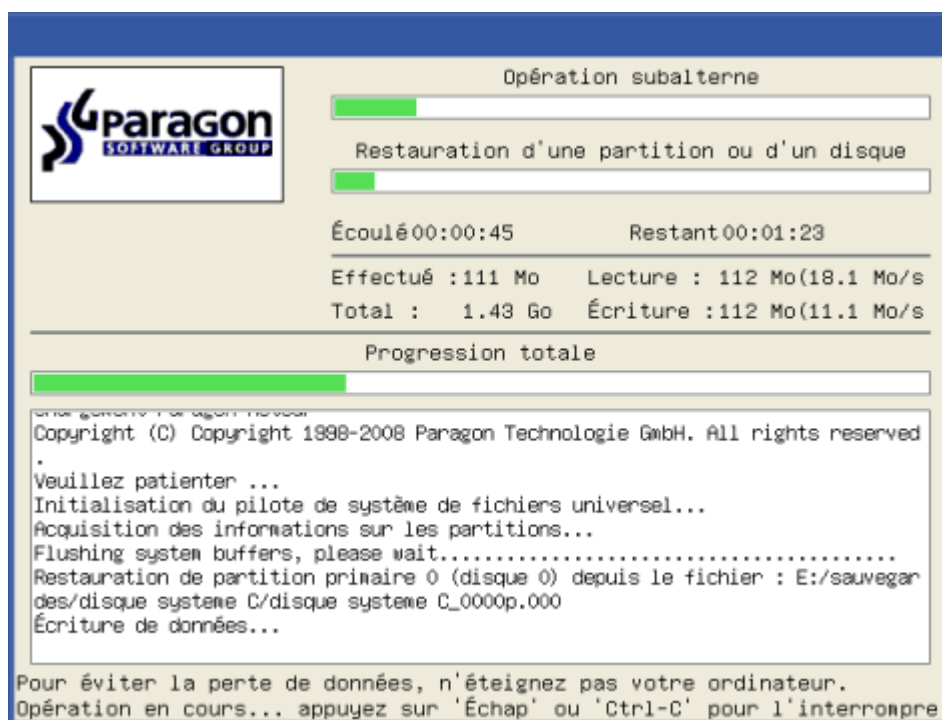 Opération subalterne
Paragon
SOFTWARE GROUP
Restauration d'une partition ou d'un disque
Écoulé00:00:45 Restant00:01:23
Effectué :111 Mo Lecture : 112 Mo(18.1 Mo/s
Total : 1.43 Go Écriture :112 Mo(11.1 Mo/s
Progression totale
Copyright (C) Copyright 1998-2008 Paragon Technologie GmbH. All rights reserved
.
Veuillez patienter ...
Initialisation du pilote de système de fichiers universel...
Acquisition des informations sur les partitions...
Flushing system buffers, please wait.........................................
Restauration de partition primaire 0 (disque 0) depuis le fichier : E:/sauvegar
des/disque systeme C/disque systeme C_0000p.000
Écriture de données...
Pour éviter la perte de données, n'éteignez pas votre ordinateur.
Opération en cours... appuyez sur 'Échap' ou 'Ctrl-C' pour l'interrompre